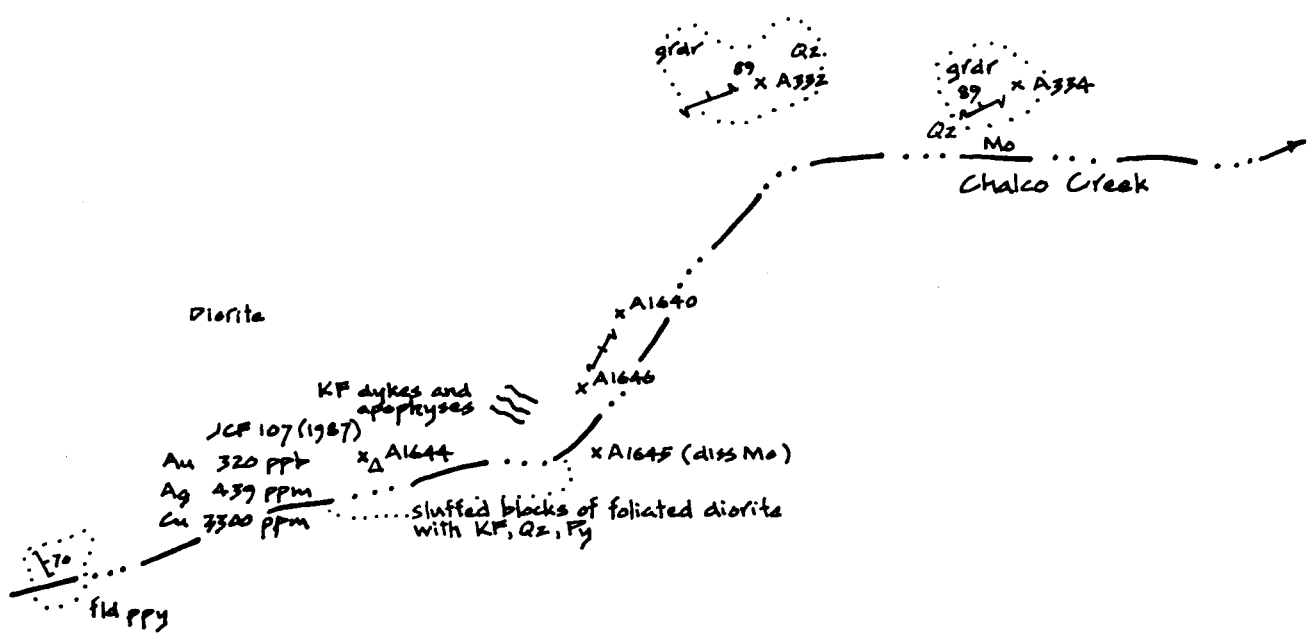 grdr
Qz.
89
x A332
grdr
89
x A334
Qz
Mo
Chalco Creek
Diorite
x A1640
x A1646
KF dykes and
apophyses
JCF 107 (1987)
Au 320 ppb
Ag 439 ppm
Cu 3300 ppm
x Δ A1644
x A1645 (diss Mo)
sluffed blocks of foliated diorite
with KF, Qz, Py
70
fld ppy